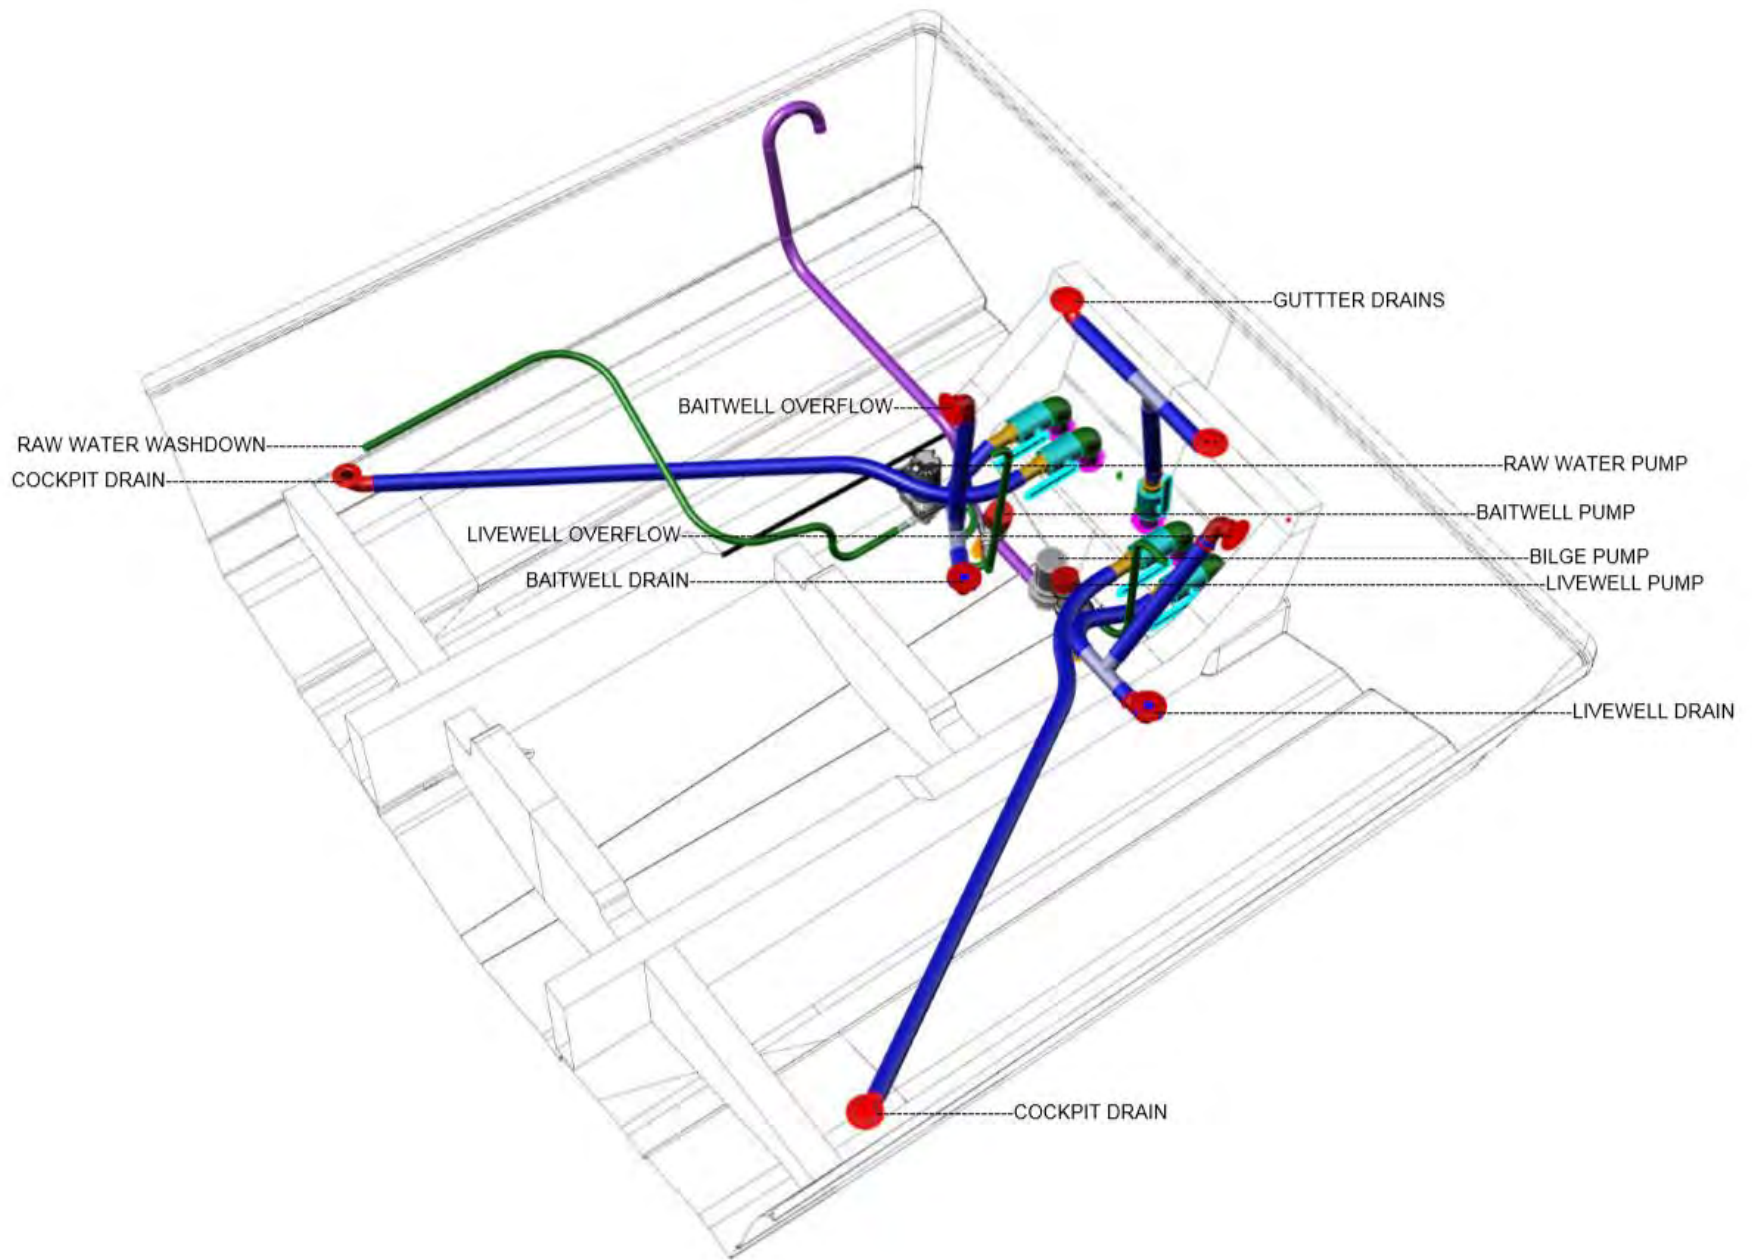 GUTTTER DRAINS
BAITWELL OVERFLOW
RAW WATER WASHDOWN
RAW WATER PUMP
COCKPIT DRAIN
BAITWELL PUMP
LIVEWELL OVERFLOW
BILGE PUMP
BAITWELL DRAIN
LIVEWELL PUMP
LIVEWELL DRAIN
COCKPIT DRAIN